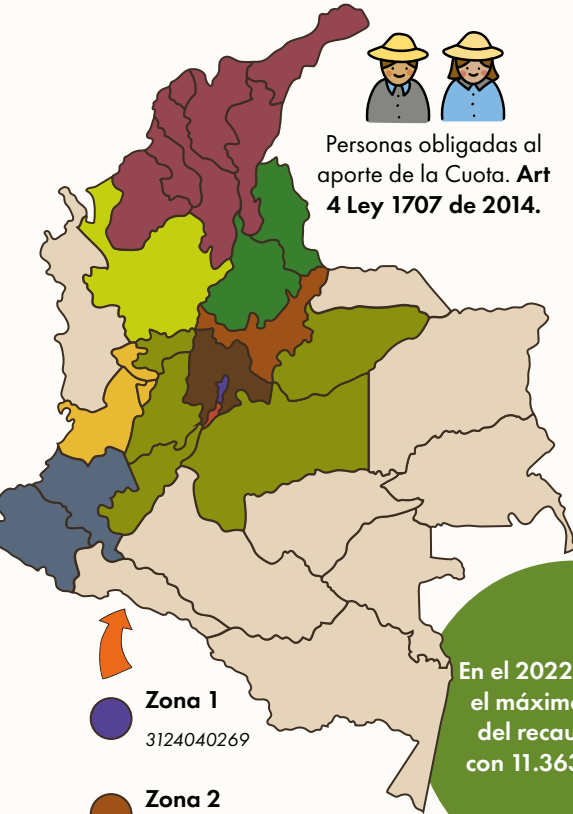 Personas obligadas al
aporte de la Cuota. Art
4 Ley 1707 de 2014.
En el 2022
el máxim
del recau
con 11.363
Zona 1
3124040269
Zona 2